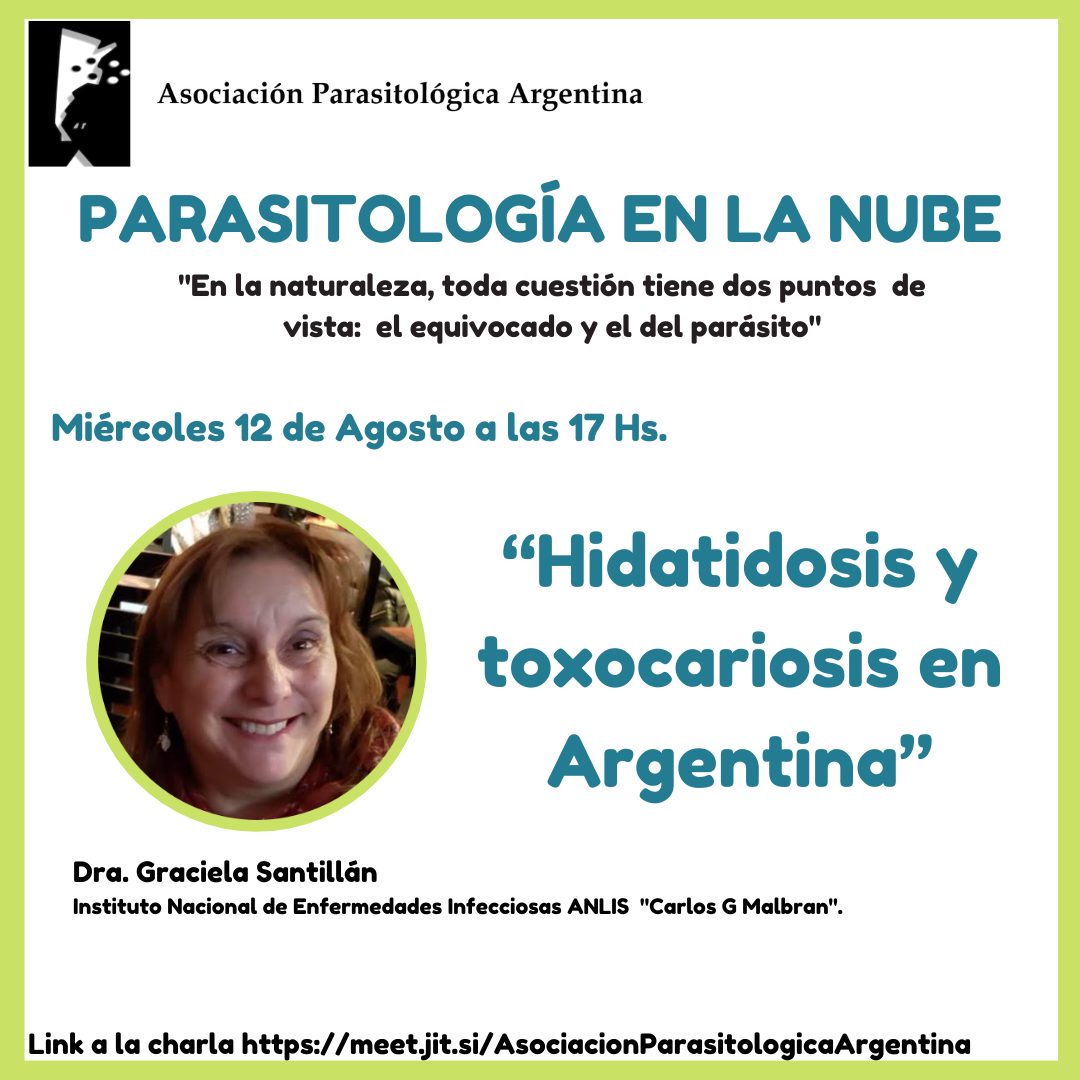 Asociación Parasitológica Argentina
PARASITOLOGÍA EN LA NUBE
"En la naturaleza, toda cuestión tiene dos puntos de
vista: el equivocado y el del parásito"
Miércoles 12 de Agosto a las 17 Hs.
“Hidatidosis y
toxocariosis en
Argentina”
Dra. Graciela Santillán
Instituto Nacional de Enfermedades Infecciosas ANLIS "Carlos G Malbran".
Link a la charla https://meet.jit.si/AsociacionParasitologicaArgentina